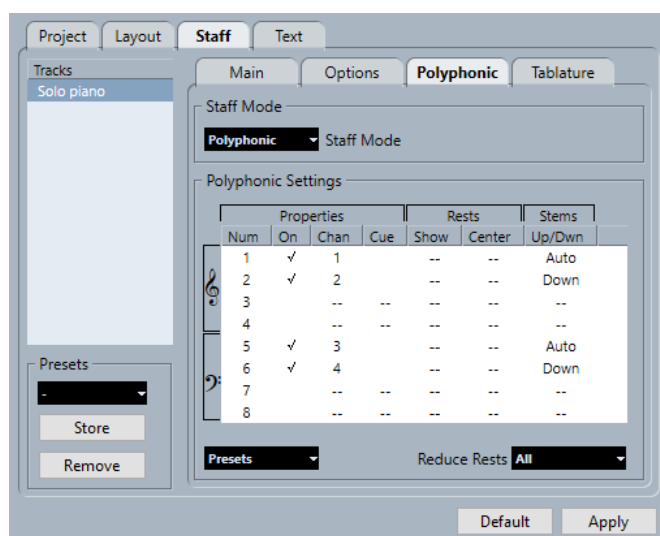 Project Layout Staff Text
Tracks
Solo piano
Main Options Polyphonic Tablature
Staff Mode
Polyphonic Staff Mode
Polyphonic Settings
Properties Rests Stems
Num On Chan Cue Show Center Up/Dwn
1 √ 1 -- -- Auto
2 √ 2 -- -- Down
3 -- -- -- -- --
4 -- -- -- -- --
5 √ 3 -- -- Auto
6 √ 4 -- -- Down
7 -- -- -- -- --
8 -- -- -- -- --
Presets
-
Store
Remove
Presets Reduce Rests All
Default Apply